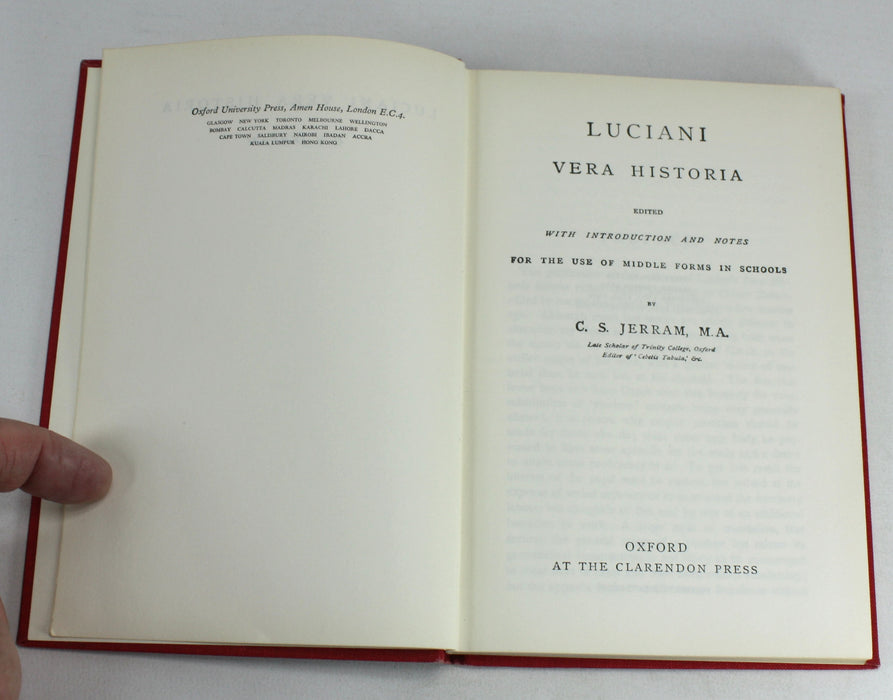 Oxford University Press, Amen House, London E.C.4.
GLASGOW NEW YORK TORONTO MELBOURNE WELLINGTON
BOMBAY CALCUTTA MADRAS KARACHI LAHORE DACCA
CAPE TOWN SALISBURY NAIROBI IBADAN ACCRA
KUALA LUMPUR HONG KONG
LUCIANI
VERA HISTORIA
EDITED
WITH INTRODUCTION AND NOTES
FOR THE USE OF MIDDLE FORMS IN SCHOOLS
BY
C. S. JERRAM, M.A.
Late Scholar of Trinity College, Oxford
Editor of 'Cebetis Tabula,' &c.
OXFORD
AT THE CLARENDON PRESS